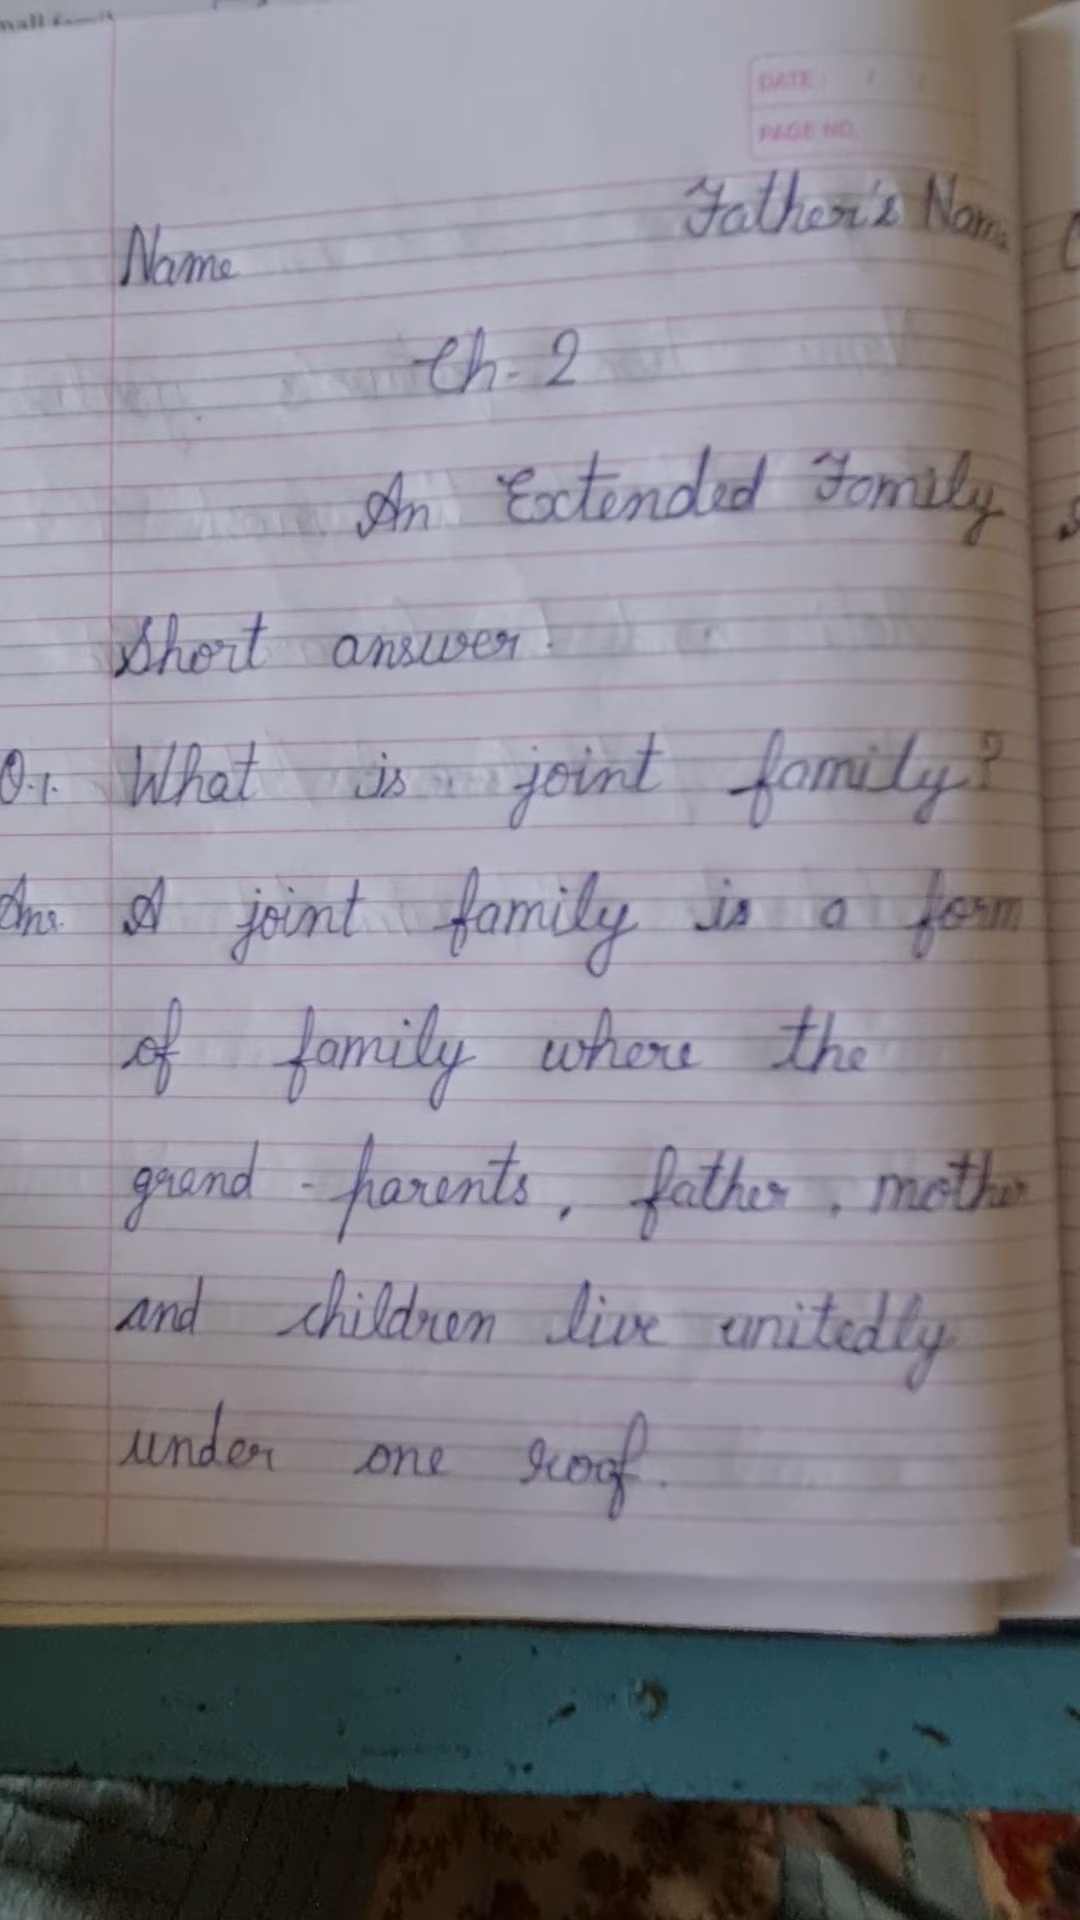 DATE : / /
PAGE NO.
Father's Name
Name
Ch. 2
An Extended Family
Short answer.
Q.1. What is joint family?
Ans. A joint family is a form
of family where the
grand - parents, father, mother
and children live unitedly
under one roof.